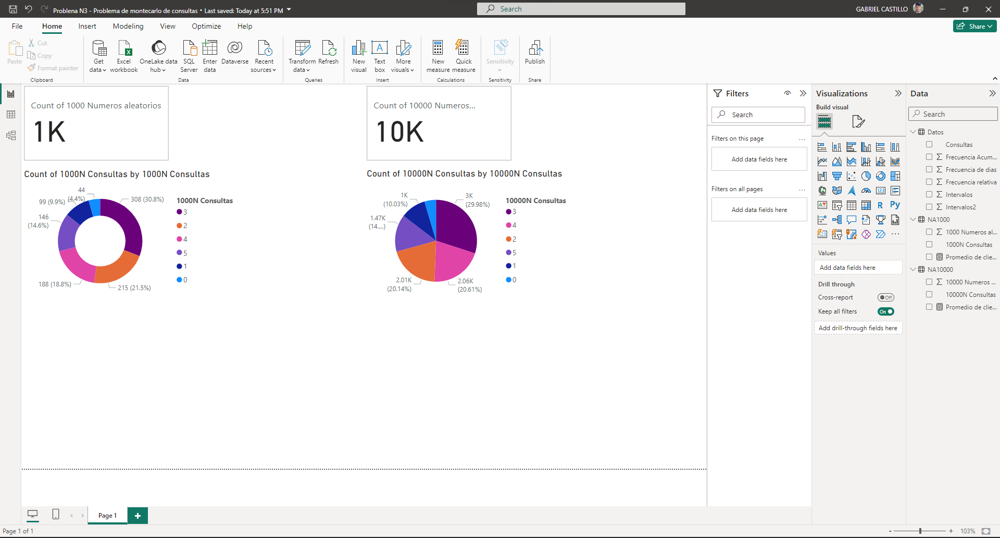 Problena N3 - Problema de montecarlo de consultas • Last saved: Today at 5:51 PM
Search
GABRIEL CASTILLO
File
Home
Insert
Modeling
View
Optimize
Help
Share
Paste
Cut
Copy
Format painter
Clipboard
Get data
Excel workbook
OneLake data hub
SQL Server
Enter data
Dataverse
Recent sources
Data
Transform data
Refresh
Queries
New visual
Text box
More visuals
Insert
New measure
Quick measure
Calculations
Sensitivity
Sensitivity
Publish
Share
Count of 1000 Numeros aleatorios
1K
Count of 10000 Numeros...
10K
Count of 1000N Consultas by 1000N Consultas
44
(4.4%)
99 (9.9%)
146
(14.6%)
188 (18.8%)
215 (21.5%)
308 (30.8%)
1000N Consultas
3
2
4
5
1
0
Count of 10000N Consultas by 10000N Consultas
1K
(10.03%)
1.47K
(14....)
2.01K
(20.14%)
2.06K
(20.61%)
3K
(29.98%)
10000N Consultas
3
4
2
5
1
0
Filters
Search
Filters on this page
...
Add data fields here
Filters on all pages
...
Add data fields here
Visualizations
Build visual
123
R
Py
123
...
Values
Add data fields here
Drill through
Cross-report
Off
Keep all filters
On
Add drill-through fields here
Data
Search
Datos
Consultas
Frecuencia Acum...
Frecuencia de dias
Frecuencia relativa
Intervalos
Intervalos2
NA1000
1000 Numeros al...
1000N Consultas
Promedio de clie...
NA10000
10000 Numeros ...
10000N Consultas
Promedio de clie...
Page 1
+
Page 1 of 1
- + 103%